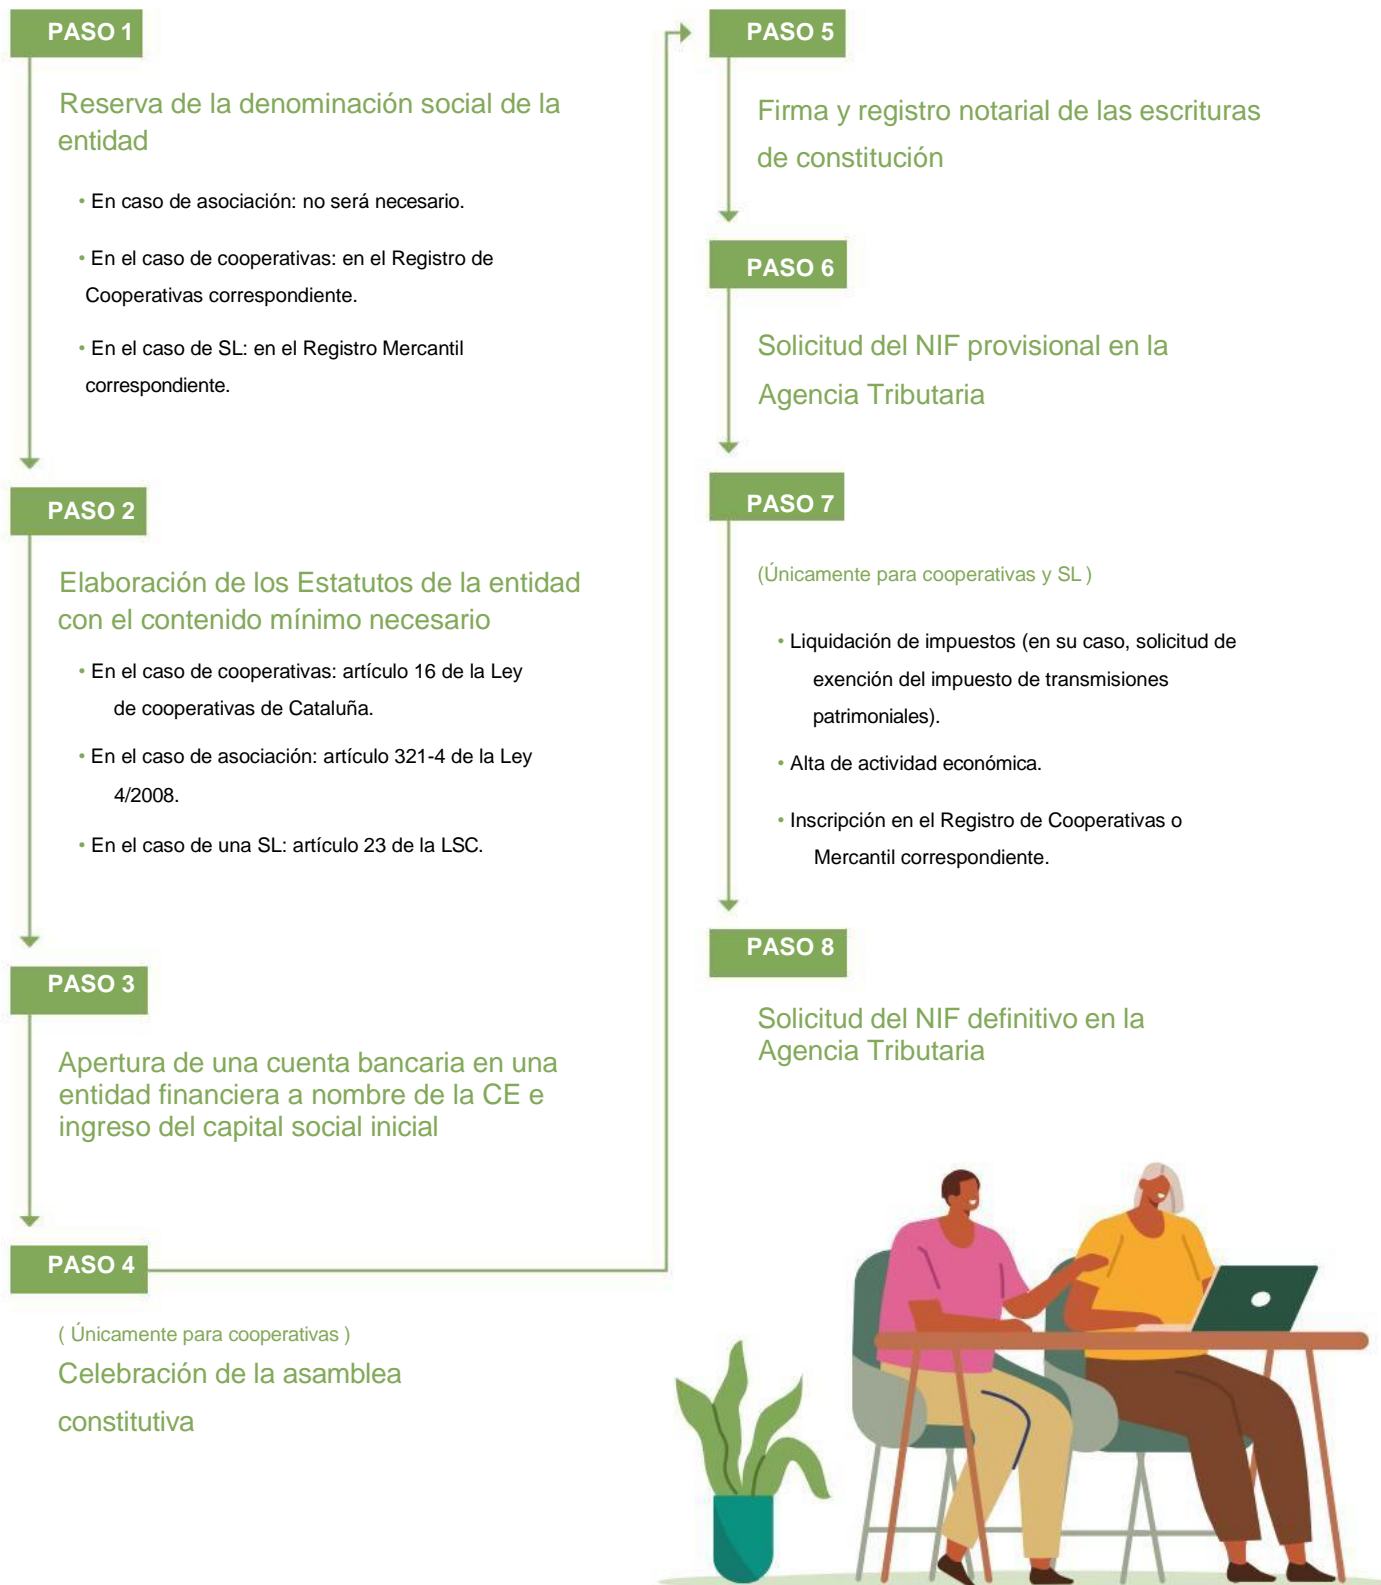 PASO 1
Reserva de la denominación social de la
entidad
• En caso de asociación: no será necesario.
• En el caso de cooperativas: en el Registro de
Cooperativas correspondiente.
• En el caso de SL: en el Registro Mercantil
correspondiente.
PASO 2
Elaboración de los Estatutos de la entidad
con el contenido mínimo necesario
• En el caso de cooperativas: artículo 16 de la Ley
de cooperativas de Cataluña.
• En el caso de asociación: artículo 321-4 de la Ley
4/2008.
• En el caso de una SL: artículo 23 de la LSC.
PASO 3
Apertura de una cuenta bancaria en una
entidad financiera a nombre de la CE e
ingreso del capital social inicial
PASO 4
( Únicamente para cooperativas )
Celebración de la asamblea
constitutiva
PASO 5
Firma y registro notarial de las escrituras
de constitución
PASO 6
Solicitud del NIF provisional en la
Agencia Tributaria
PASO 7
(Únicamente para cooperativas y SL )
• Liquidación de impuestos (en su caso, solicitud de
exención del impuesto de transmisiones
patrimoniales).
• Alta de actividad económica.
• Inscripción en el Registro de Cooperativas o
Mercantil correspondiente.
PASO 8
Solicitud del NIF definitivo en la
Agencia Tributaria